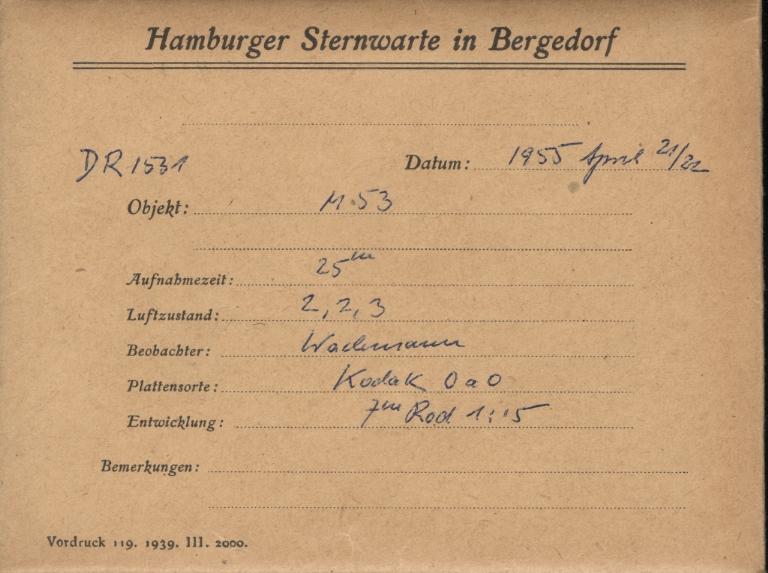 Hamburger Sternwarte in Bergedorf
DR 1531
Datum: 1955 April 21/22
Objekt: M 53
Aufnahmezeit: 25m
Luftzustand: 2, 2, 3
Beobachter: Wachmann
Plattensorte: Kodak OaO
Entwicklung: 7m Rod 1:15
Bemerkungen:
Vordruck 119. 1939. III. 2000.